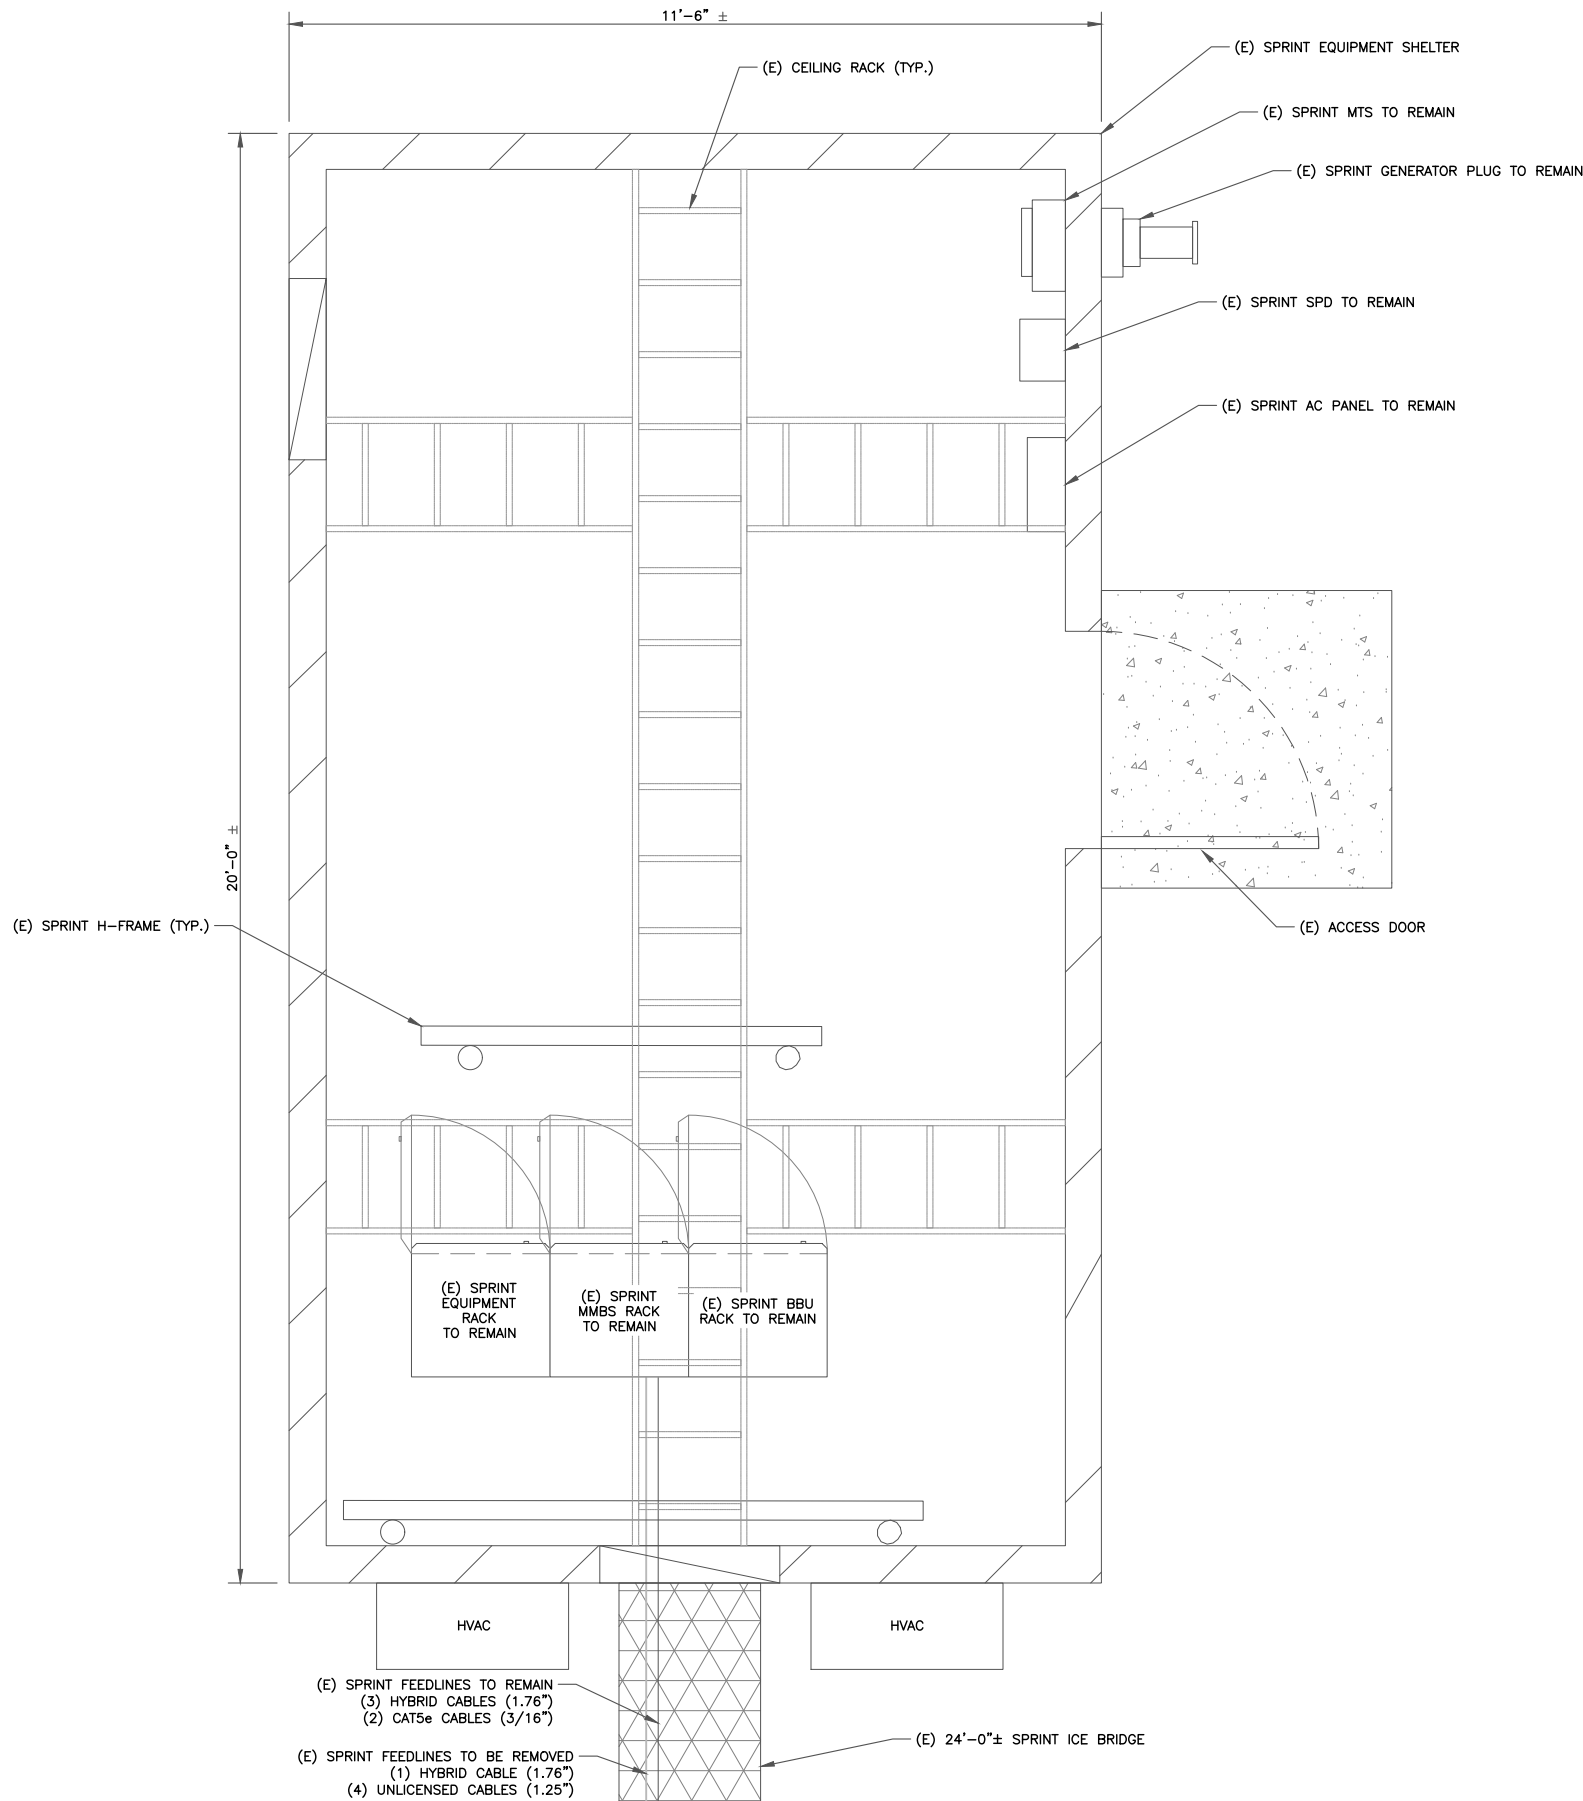 11'-6" ±
(E) SPRINT EQUIPMENT SHELTER
(E) CEILING RACK (TYP.)
(E) SPRINT MTS TO REMAIN
(E) SPRINT GENERATOR PLUG TO REMAIN
(E) SPRINT SPD TO REMAIN
(E) SPRINT AC PANEL TO REMAIN
20'-0" ±
(E) SPRINT H-FRAME (TYP.)
(E) ACCESS DOOR
(E) SPRINT
EQUIPMENT
RACK
TO REMAIN
(E) SPRINT
MMBS RACK
TO REMAIN
(E) SPRINT BBU
RACK TO REMAIN
HVAC
HVAC
(E) SPRINT FEEDLINES TO REMAIN
(3) HYBRID CABLES (1.76")
(2) CAT5e CABLES (3/16")
(E) 24'-0"± SPRINT ICE BRIDGE
(E) SPRINT FEEDLINES TO BE REMOVED
(1) HYBRID CABLE (1.76")
(4) UNLICENSED CABLES (1.25")